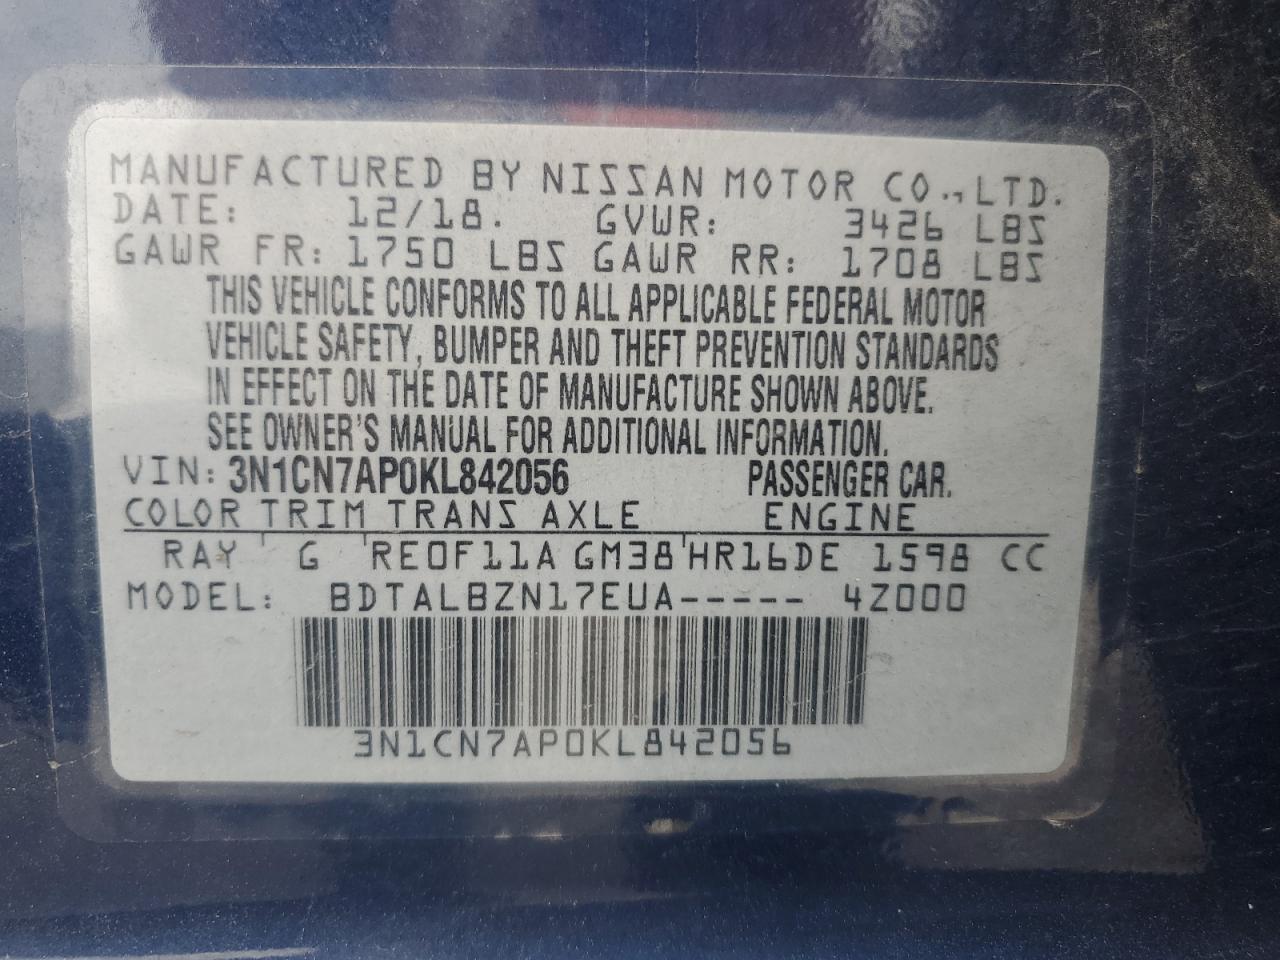 MANUFACTURED BY NISSAN MOTOR CO., LTD.
DATE: 12/18. GVWR: 3426 LBS
GAWR FR: 1750 LBS GAWR RR: 1708 LBS
THIS VEHICLE CONFORMS TO ALL APPLICABLE FEDERAL MOTOR
VEHICLE SAFETY, BUMPER AND THEFT PREVENTION STANDARDS
IN EFFECT ON THE DATE OF MANUFACTURE SHOWN ABOVE.
SEE OWNER'S MANUAL FOR ADDITIONAL INFORMATION.
VIN: 3N1CN7AP0KL842056 PASSENGER CAR.
COLOR TRIM TRANS AXLE ENGINE
RAY G RE0F11A GM38 HR16DE 1598 CC
MODEL: BDTALBZN17EUA----- 4Z000
3N1CN7AP0KL842056